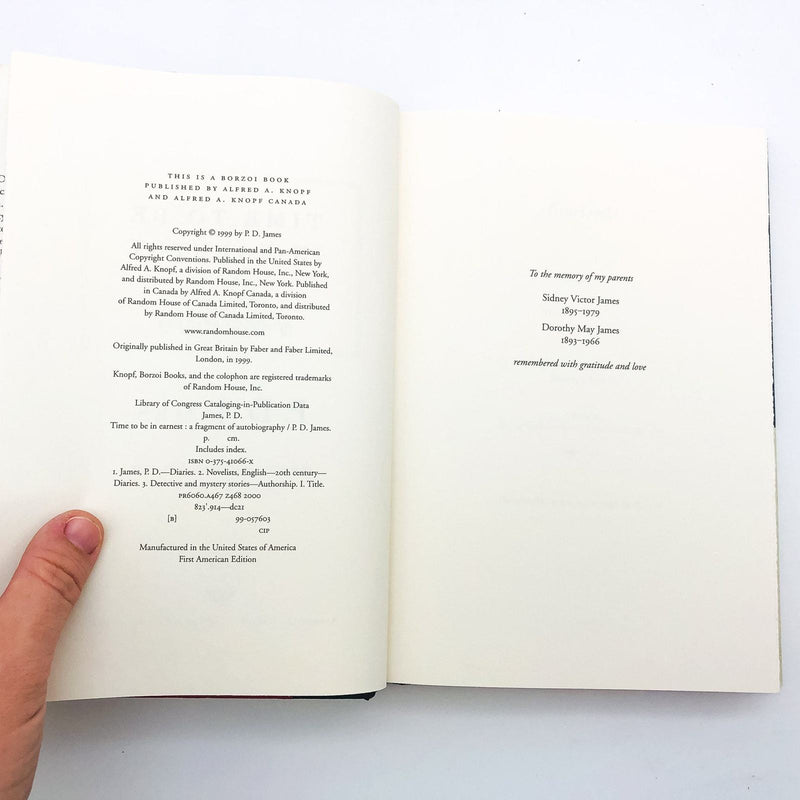 THIS IS A BORZOI BOOK
PUBLISHED BY ALFRED A. KNOPF
AND ALFRED A. KNOPF CANADA
Copyright © 1999 by P. D. James
All rights reserved under International and Pan-American
Copyright Conventions. Published in the United States by
Alfred A. Knopf, a division of Random House, Inc., New York,
and distributed by Random House, Inc., New York. Published
in Canada by Alfred A. Knopf Canada, a division
of Random House of Canada Limited, Toronto, and distributed
by Random House of Canada Limited, Toronto.
www.randomhouse.com
Originally published in Great Britain by Faber and Faber Limited,
London, in 1999.
Knopf, Borzoi Books, and the colophon are registered trademarks
of Random House, Inc.
Library of Congress Cataloging-in-Publication Data
James, P. D.
Time to be in earnest : a fragment of autobiography / P. D. James.
p. cm.
Includes index.
ISBN 0-375-41066-X
1. James, P. D.—Diaries. 2. Novelists, English—20th century—
Diaries. 3. Detective and mystery stories—Authorship. I. Title.
PR6060.A467 Z468 2000
823'.914—dc21
[B] 99-057603
CIP
Manufactured in the United States of America
First American Edition
To the memory of my parents
Sidney Victor James
1895–1979
Dorothy May James
1893–1966
remembered with gratitude and love